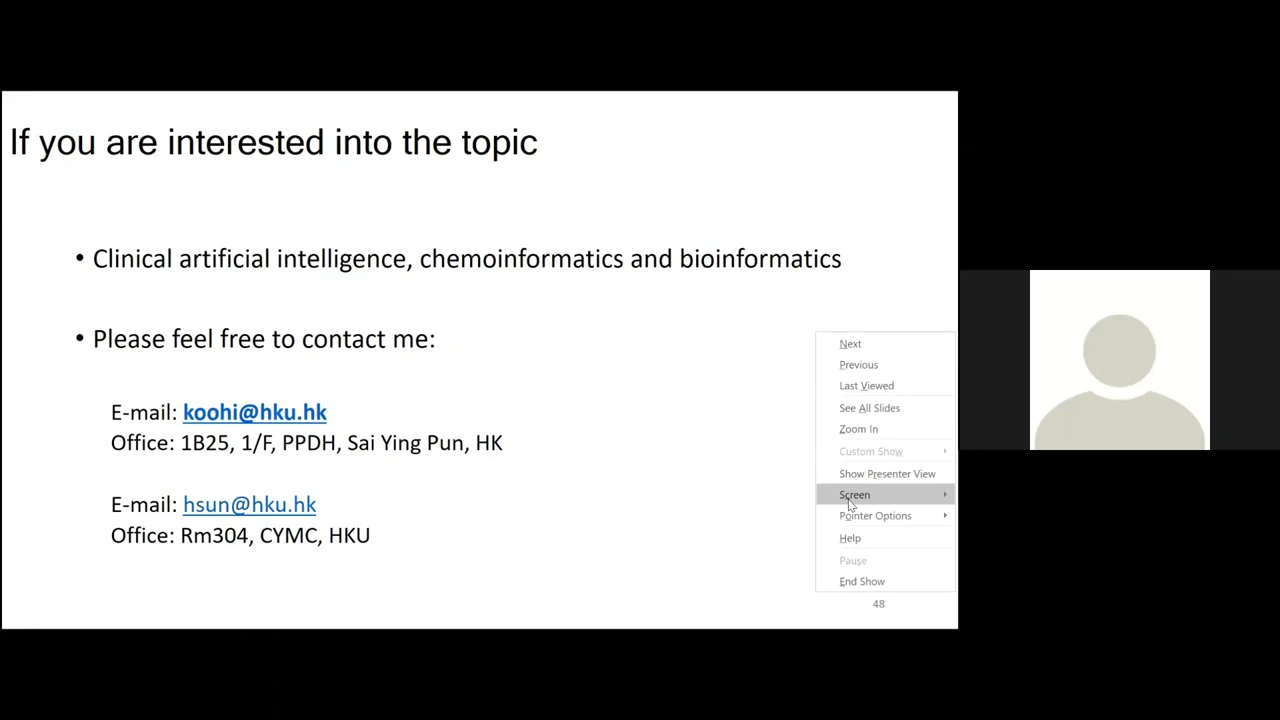 If you are interested into the topic
• Clinical artificial intelligence, chemoinformatics and bioinformatics
• Please feel free to contact me:
E-mail: koohi@hku.hk
Office: 1B25, 1/F, PPDH, Sai Ying Pun, HK
E-mail: hsun@hku.hk
Office: Rm304, CYMC, HKU
Next
Previous
Last Viewed
See All Slides
Zoom In
Custom Show
Show Presenter View
Screen
Pointer Options
Help
Pause
End Show
48